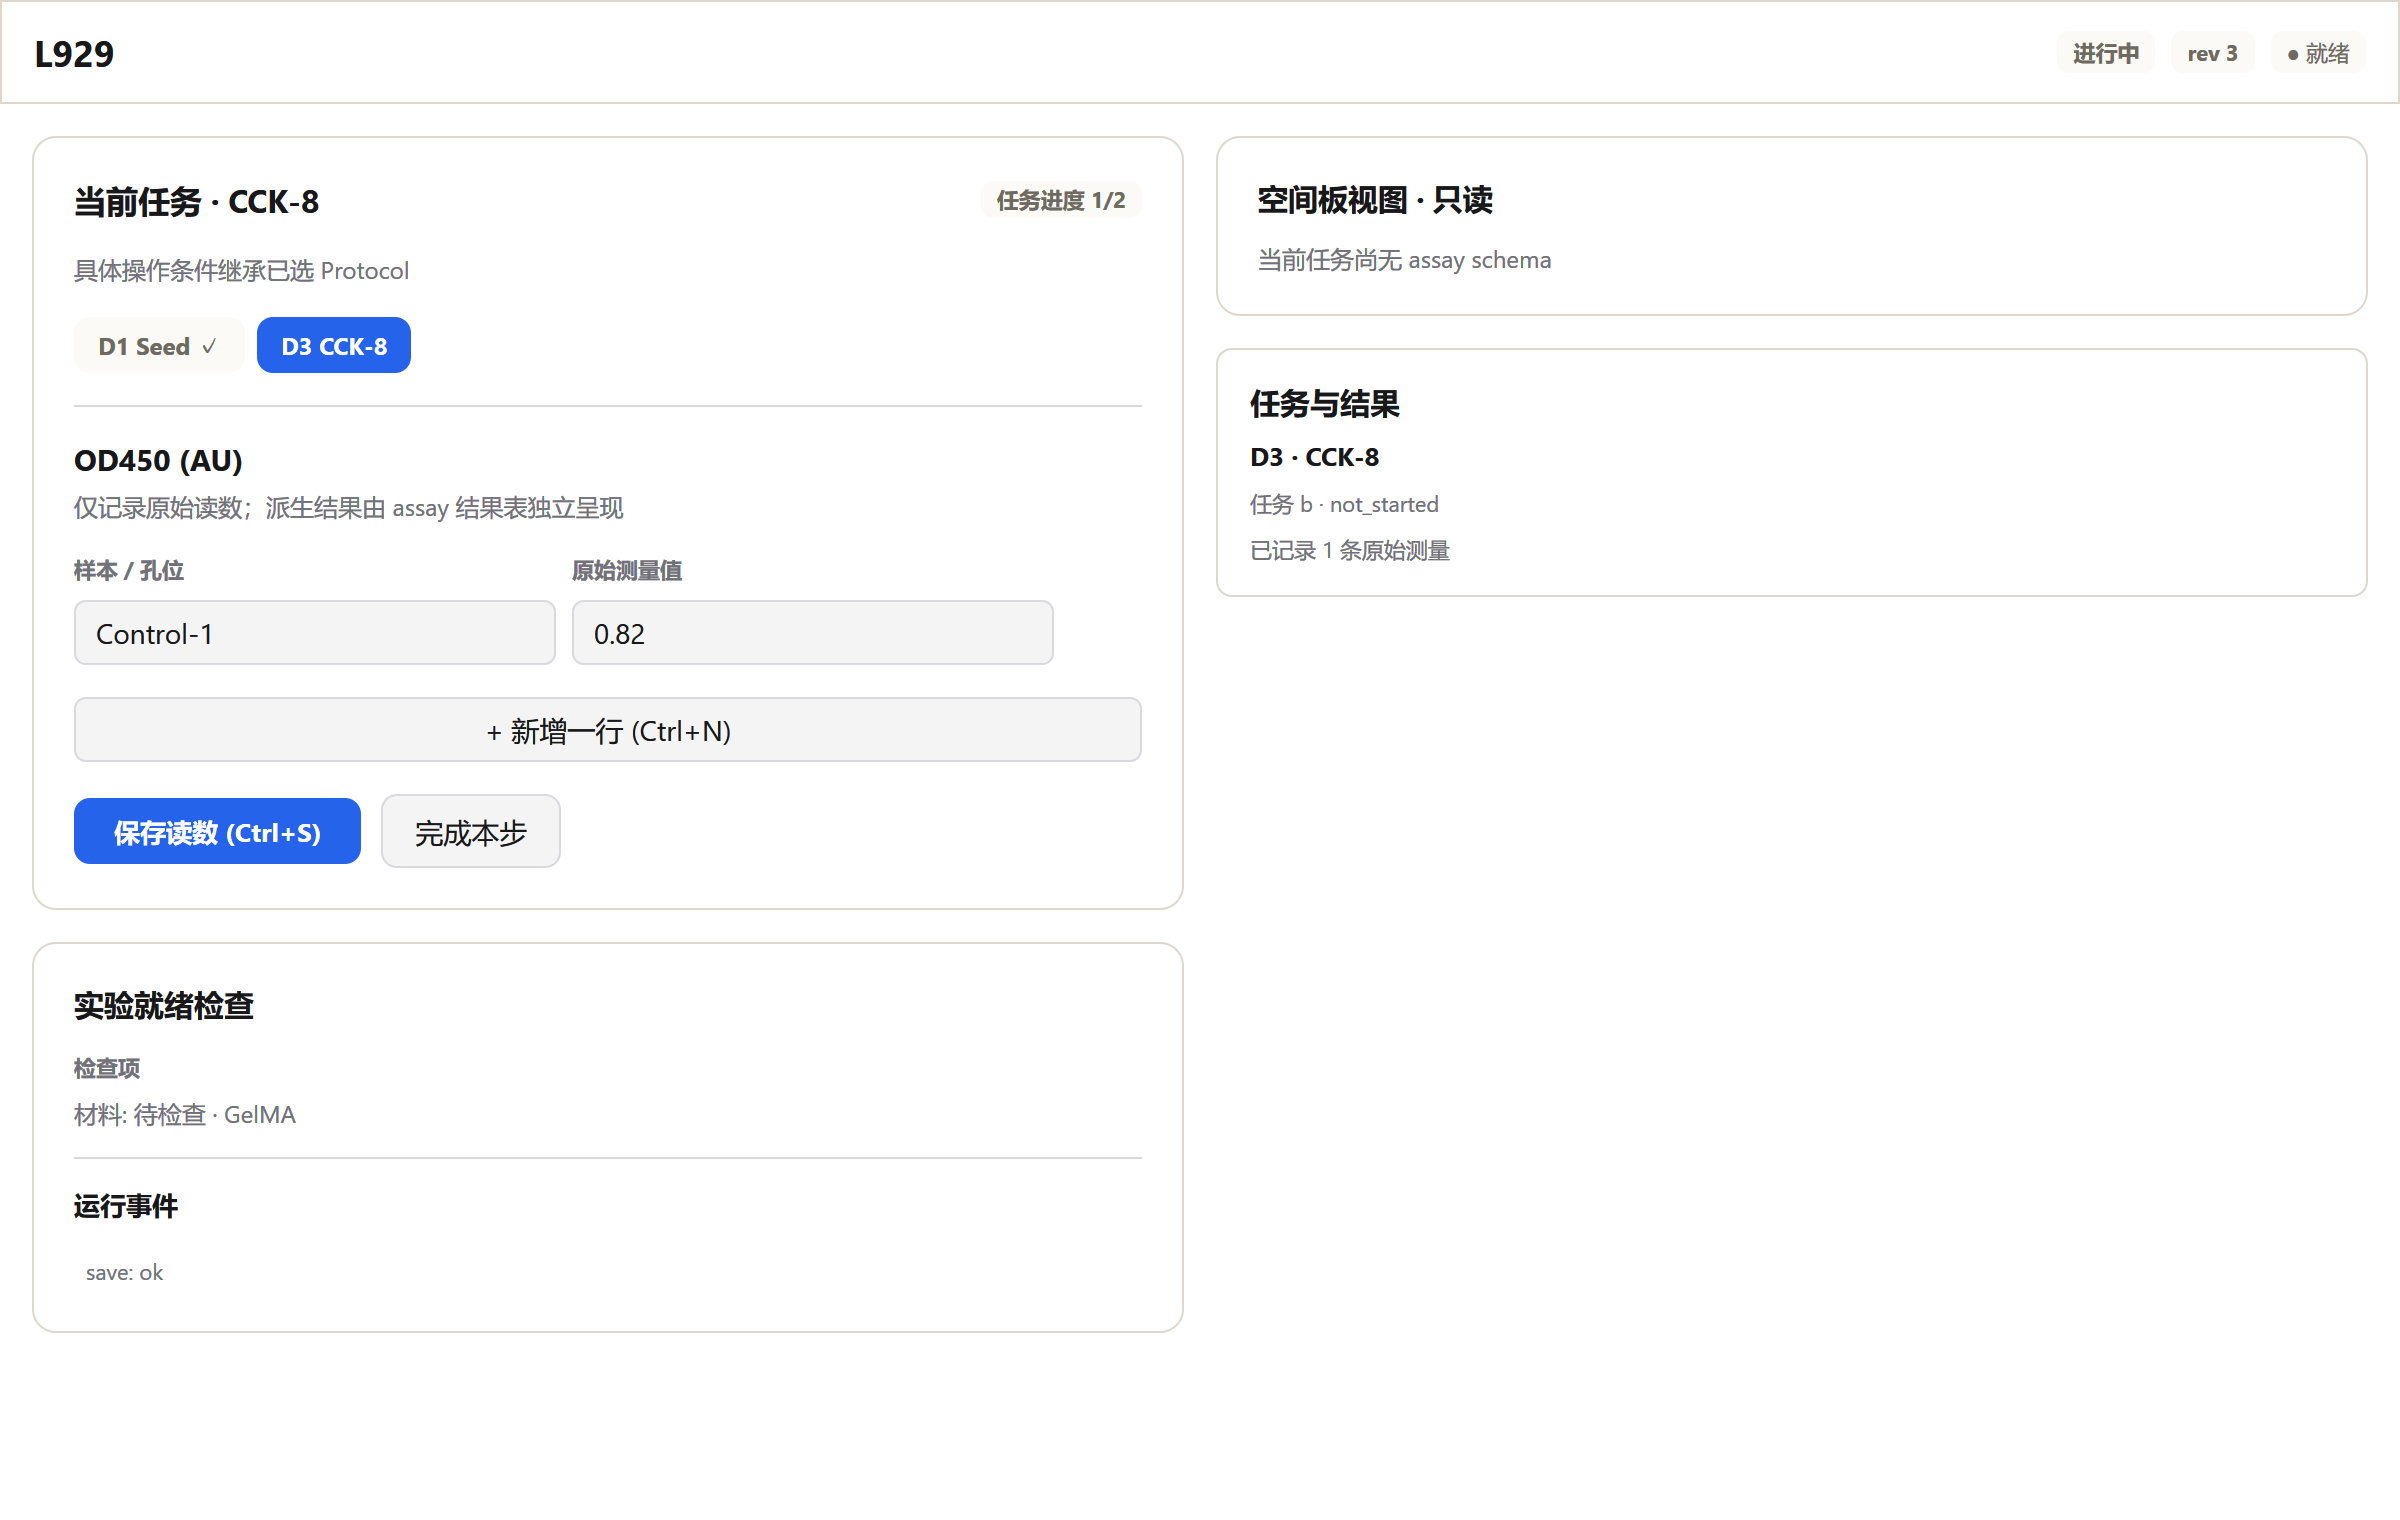 L929
进行中
rev 3
● 就绪
当前任务 · CCK-8
任务进度 1/2
具体操作条件继承已选 Protocol
D1 Seed ✓
D3 CCK-8
OD450 (AU)
仅记录原始读数；派生结果由 assay 结果表独立呈现
样本 / 孔位
原始测量值
Control-1
0.82
+ 新增一行 (Ctrl+N)
保存读数 (Ctrl+S)
完成本步
实验就绪检查
检查项
材料: 待检查 · GelMA
运行事件
save: ok
空间板视图 · 只读
当前任务尚无 assay schema
任务与结果
D3 · CCK-8
任务 b · not_started
已记录 1 条原始测量